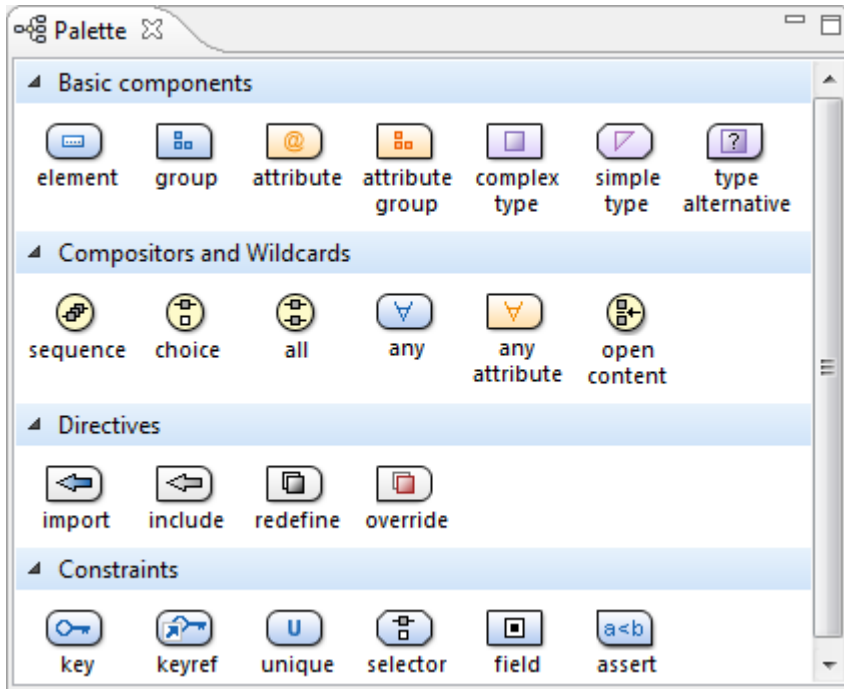 Palette
Basic components
@ ?
element group attribute attribute complex simple type
group type type alternative
Compositors and Wildcards
∀ ∀
sequence choice all any any open
attribute content
Directives
import include redefine override
Constraints
U a<b
key keyref unique selector field assert